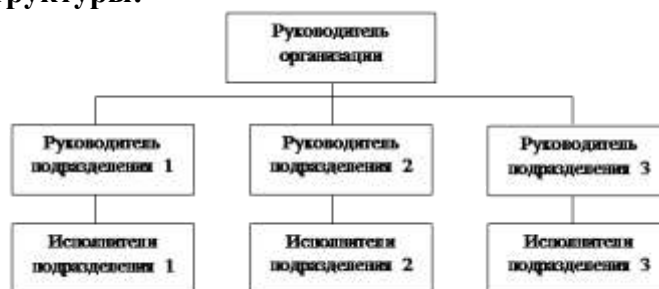 Руководитель
организации
Руководитель
подразделения 1
Руководитель
подразделения 2
Руководитель
подразделения 3
Исполнители
подразделения 1
Исполнители
подразделения 2
Исполнители
подразделения 3